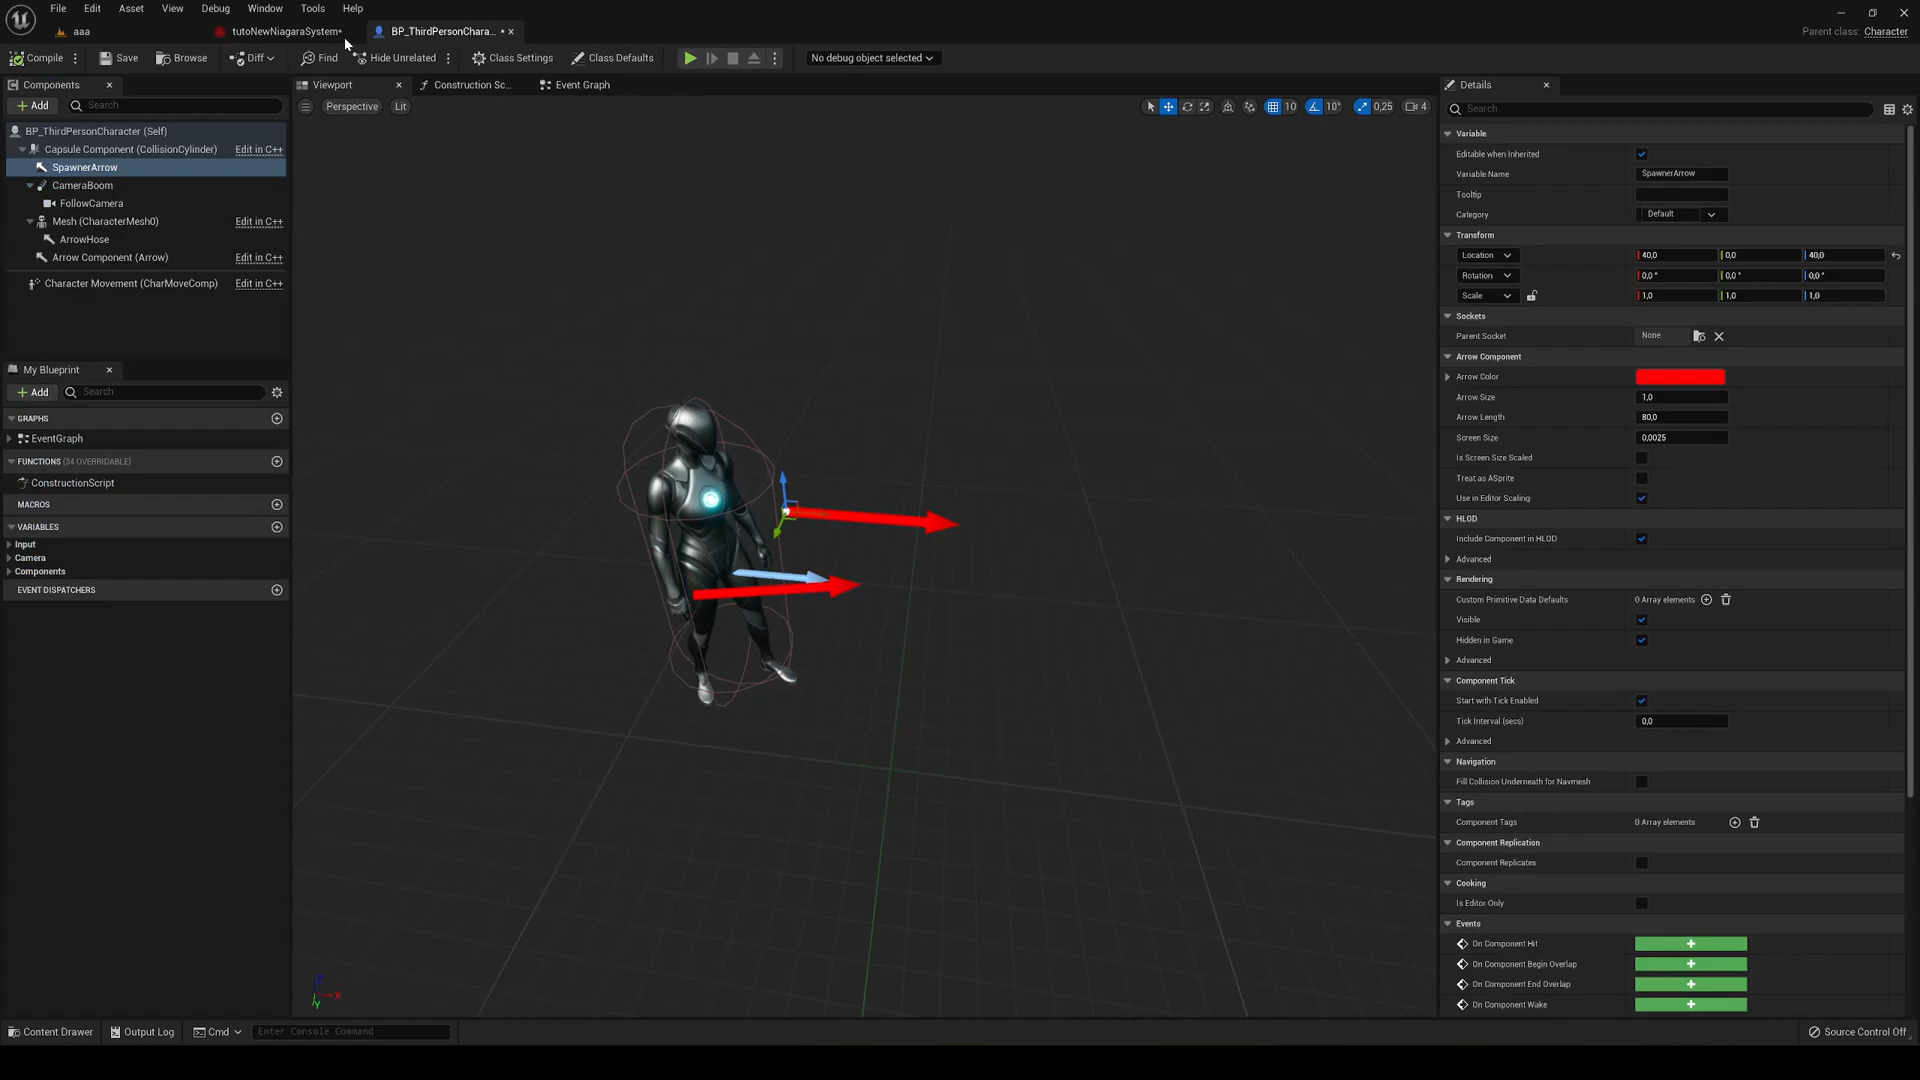 File Edit Asset View Debug Window Tools Help
aaa tutoNewNiagaraSystem* BP_ThirdPersonChara... *
Parent class: Character
Compile Save Browse Diff Find Hide Unrelated Class Settings Class Defaults No debug object selected
Components
Add Search
BP_ThirdPersonCharacter (Self)
Capsule Component (CollisionCylinder) Edit in C++
SpawnerArrow
CameraBoom
FollowCamera
Mesh (CharacterMesh0) Edit in C++
ArrowHose
Arrow Component (Arrow) Edit in C++
Character Movement (CharMoveComp) Edit in C++
My Blueprint
Add Search
GRAPHS
EventGraph
FUNCTIONS (34 OVERRIDABLE)
ConstructionScript
MACROS
VARIABLES
Input
Camera
Components
EVENT DISPATCHERS
Viewport Construction Sc... Event Graph
Perspective Lit
10 10° 0,25 4
X
Y
Details
Search
Variable
Editable when Inherited
Variable Name SpawnerArrow
Tooltip
Category Default
Transform
Location 40,0 0,0 40,0
Rotation 0,0 ° 0,0 ° 0,0 °
Scale 1,0 1,0 1,0
Sockets
Parent Socket None
Arrow Component
Arrow Color
Arrow Size 1,0
Arrow Length 80,0
Screen Size 0,0025
Is Screen Size Scaled
Treat as ASprite
Use in Editor Scaling
HLOD
Include Component in HLOD
Advanced
Rendering
Custom Primitive Data Defaults 0 Array elements
Visible
Hidden in Game
Advanced
Component Tick
Start with Tick Enabled
Tick Interval (secs) 0,0
Advanced
Navigation
Fill Collision Underneath for Navmesh
Tags
Component Tags 0 Array elements
Component Replication
Component Replicates
Cooking
Is Editor Only
Events
On Component Hit
On Component Begin Overlap
On Component End Overlap
On Component Wake
Content Drawer Output Log Cmd Enter Console Command
Source Control Off